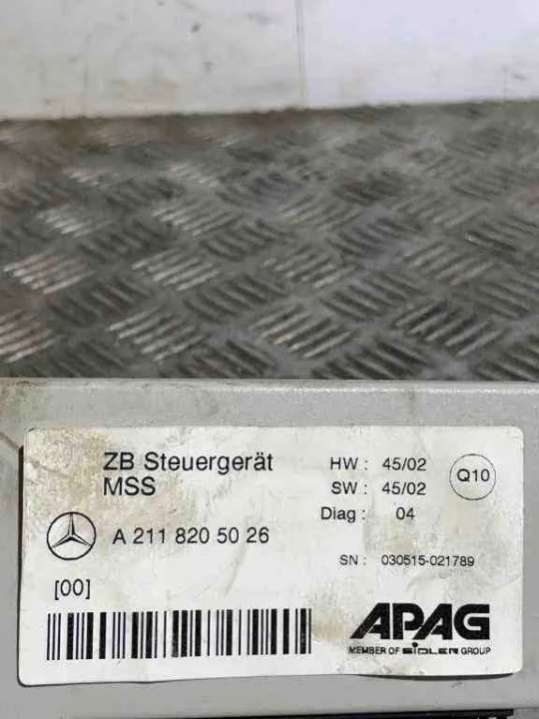 ZB Steuergerät
MSS
HW : 45/02
SW : 45/02
Diag : 04
Q10
A 211 820 50 26
SN : 030515-021789
[00]
APAG
MEMBER OF SIDLER GROUP